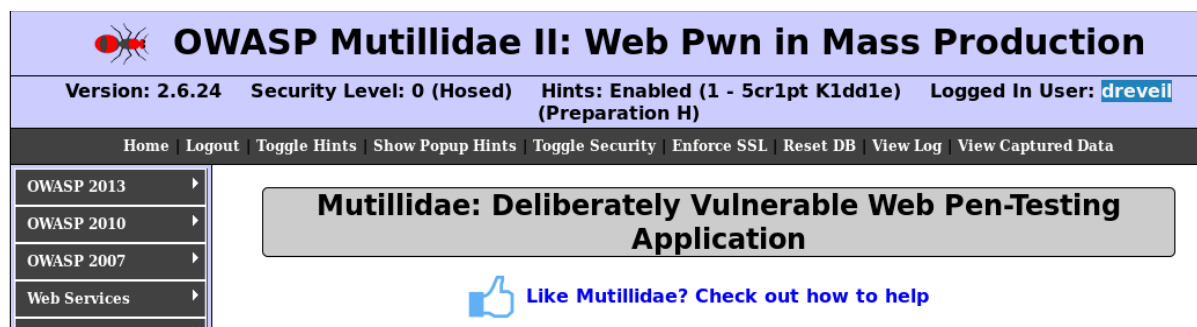 OWASP Mutillidae II: Web Pwn in Mass Production
Version: 2.6.24 Security Level: 0 (Hosed) Hints: Enabled (1 - 5cr1pt K1dd1e) Logged In User: dreveil
(Preparation H)
Home | Logout | Toggle Hints | Show Popup Hints | Toggle Security | Enforce SSL | Reset DB | View Log | View Captured Data
OWASP 2013
OWASP 2010
OWASP 2007
Web Services
Mutillidae: Deliberately Vulnerable Web Pen-Testing
Application
Like Mutillidae? Check out how to help